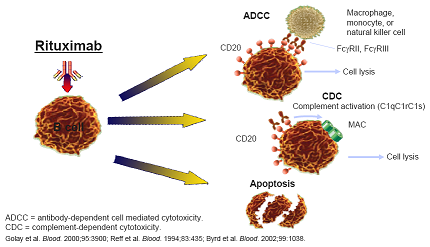 ADCC
Macrophage,
monocyte, or
natural killer cell
Rituximab
CD20
FcγRII, FcγRIII
Cell lysis
B cell
CDC
Complement activation (C1qC1rC1s)
CD20
MAC
Cell lysis
Apoptosis
ADCC = antibody-dependent cell mediated cytotoxicity.
CDC = complement-dependent cytotoxicity.
Golay et al. Blood. 2000;95:3900; Reff et al. Blood. 1994;83:435; Byrd et al. Blood. 2002;99:1038.